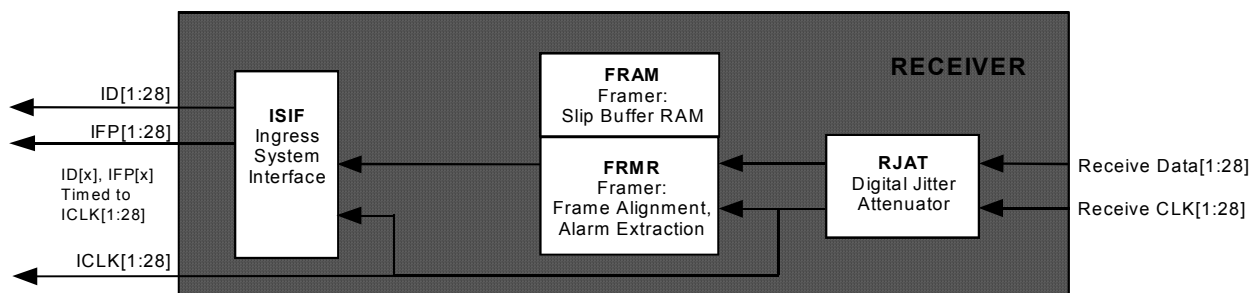 RECEIVER
ID[1:28]
IFP[1:28]
ID[x], IFP[x]
Timed to
ICLK[1:28]
ICLK[1:28]
ISIF
Ingress
System
Interface
FRAM
Framer:
Slip Buffer RAM
FRMR
Framer:
Frame Alignment,
Alarm Extraction
RJAT
Digital Jitter
Attenuator
Receive Data[1:28]
Receive CLK[1:28]